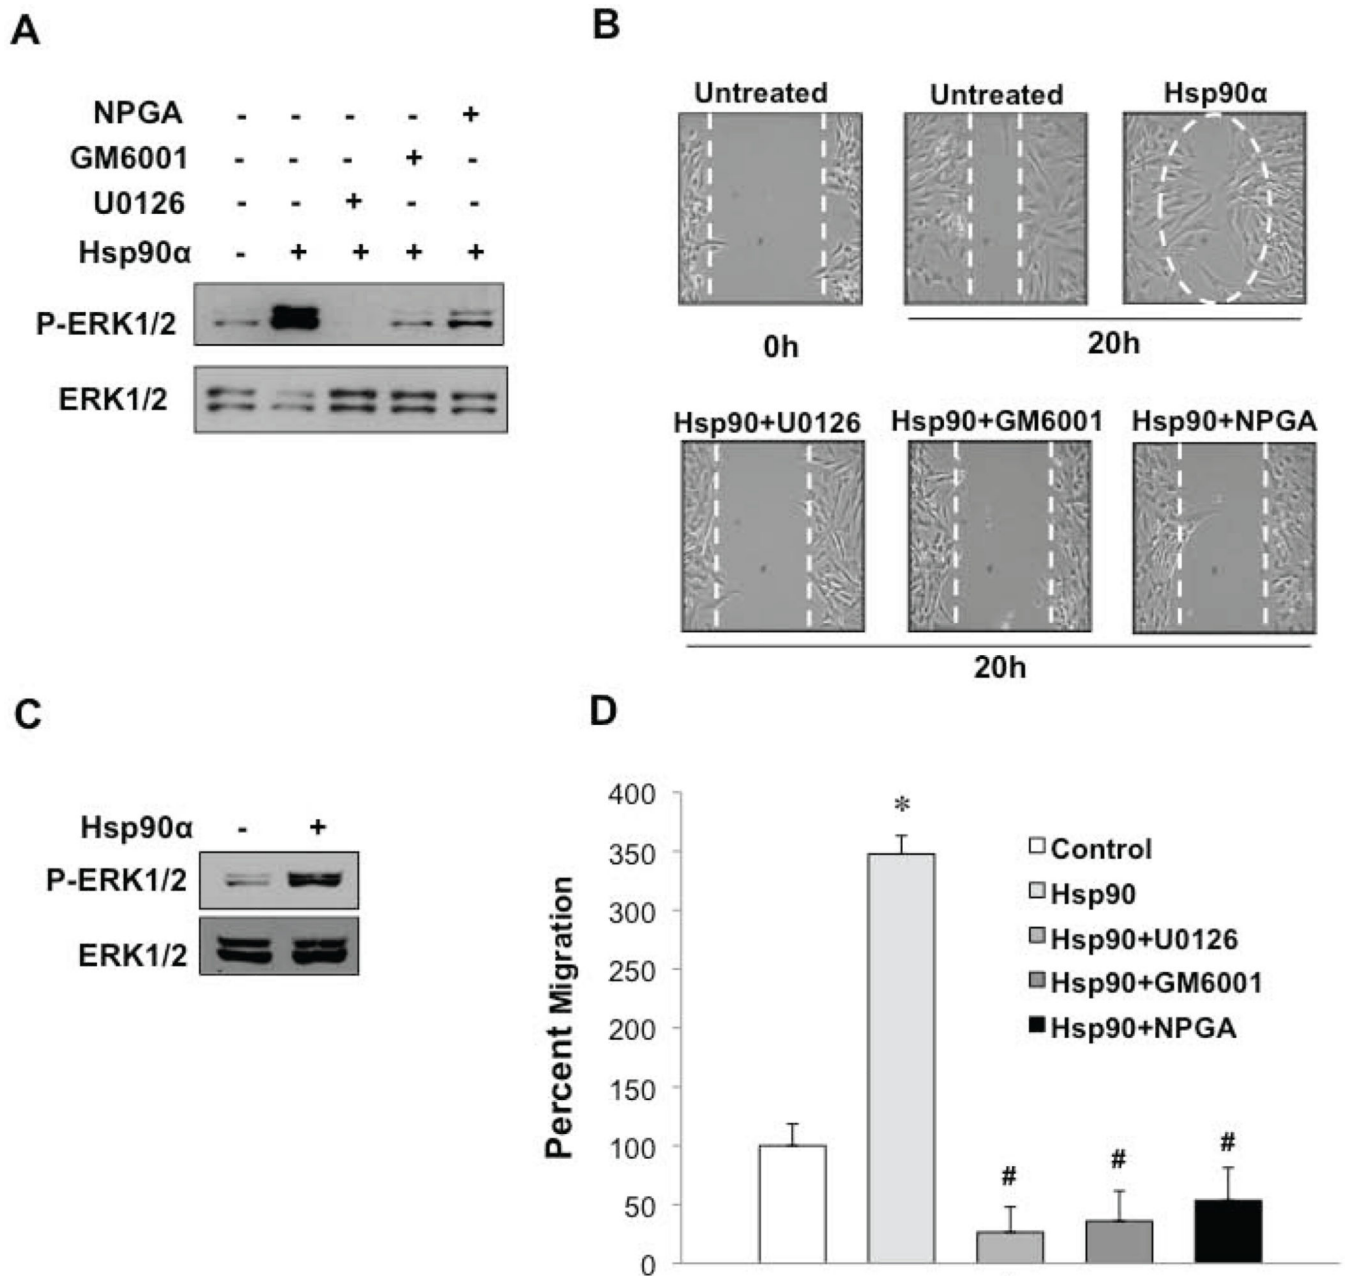 A
NPGA - - - - +
GM6001 - - - + -
U0126 - - + - -
Hsp90α - + + + +
P-ERK1/2
ERK1/2
B
Untreated
Untreated
Hsp90α
0h
20h
Hsp90+U0126
Hsp90+GM6001
Hsp90+NPGA
20h
C
Hsp90α - +
P-ERK1/2
ERK1/2
D
Percent Migration
400
350
300
250
200
150
100
50
0
*
#
#
#
Control
Hsp90
Hsp90+U0126
Hsp90+GM6001
Hsp90+NPGA